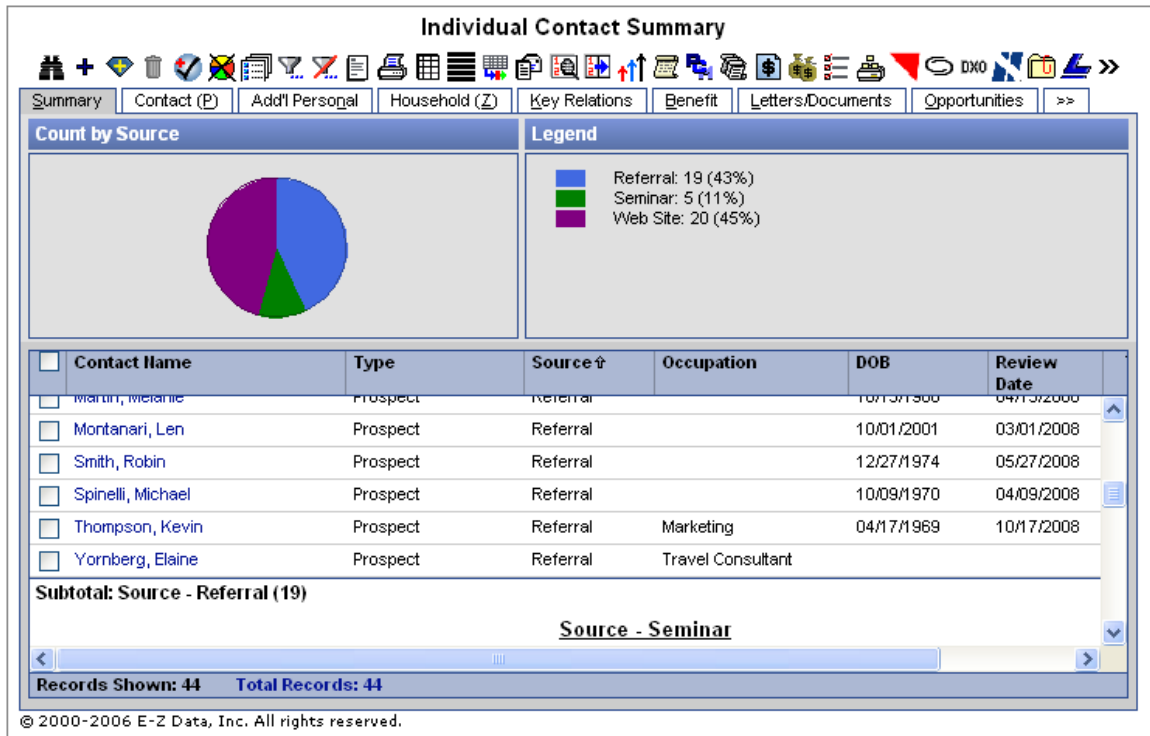 Individual Contact Summary
DXO
Summary Contact (P) Add'l Personal Household (Z) Key Relations Benefit Letters/Documents Opportunities >>
Count by Source Legend
Referral: 19 (43%)
Seminar: 5 (11%)
Web Site: 20 (45%)
Contact Name Type Source⇧ Occupation DOB Review
Date
Martin, Melanie Prospect Referral
Montanari, Len Prospect Referral 10/01/2001 03/01/2008
Smith, Robin Prospect Referral 12/27/1974 05/27/2008
Spinelli, Michael Prospect Referral 10/09/1970 04/09/2008
Thompson, Kevin Prospect Referral Marketing 04/17/1969 10/17/2008
Yornberg, Elaine Prospect Referral Travel Consultant
Subtotal: Source - Referral (19)
Source - Seminar
Records Shown: 44 Total Records: 44
© 2000-2006 E-Z Data, Inc. All rights reserved.